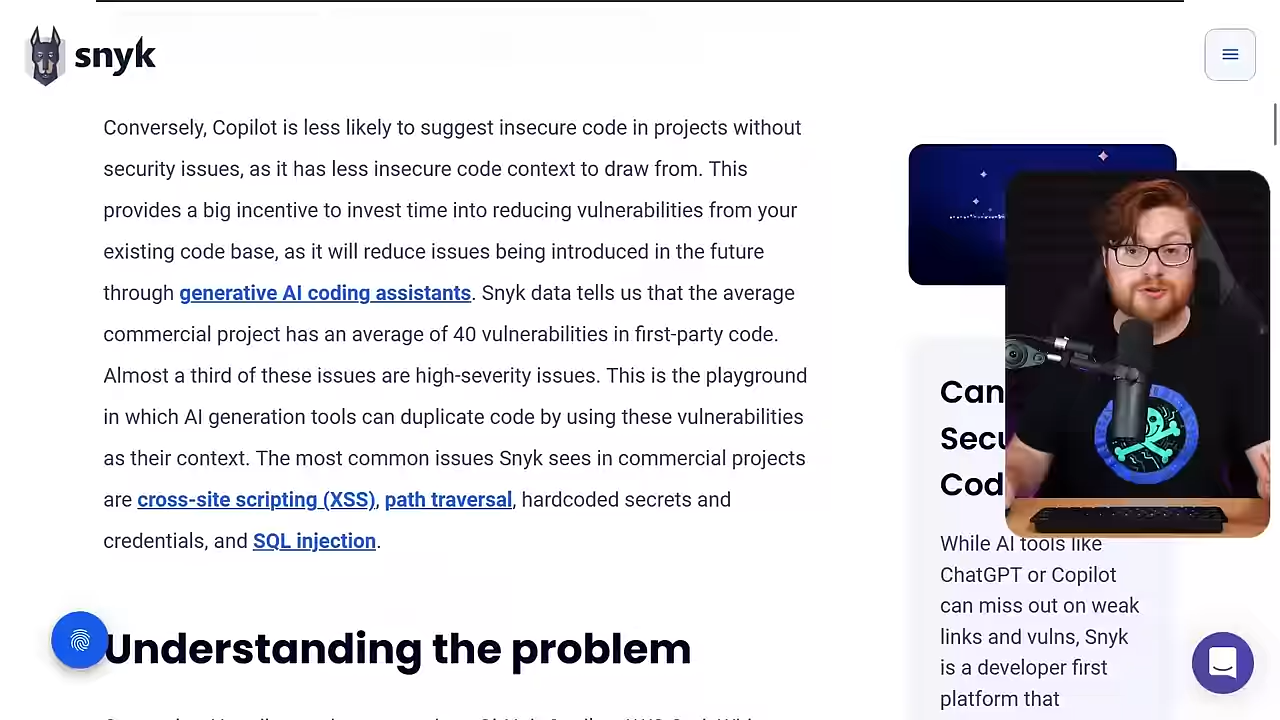 snyk
Conversely, Copilot is less likely to suggest insecure code in projects without
security issues, as it has less insecure code context to draw from. This
provides a big incentive to invest time into reducing vulnerabilities from your
existing code base, as it will reduce issues being introduced in the future
through generative AI coding assistants. Snyk data tells us that the average
commercial project has an average of 40 vulnerabilities in first-party code.
Almost a third of these issues are high-severity issues. This is the playground
in which AI generation tools can duplicate code by using these vulnerabilities
as their context. The most common issues Snyk sees in commercial projects
are cross-site scripting (XSS), path traversal, hardcoded secrets and
credentials, and SQL injection.
Understanding the problem
Can
Secu
Cod
While AI tools like
ChatGPT or Copilot
can miss out on weak
links and vulns, Snyk
is a developer first
platform that